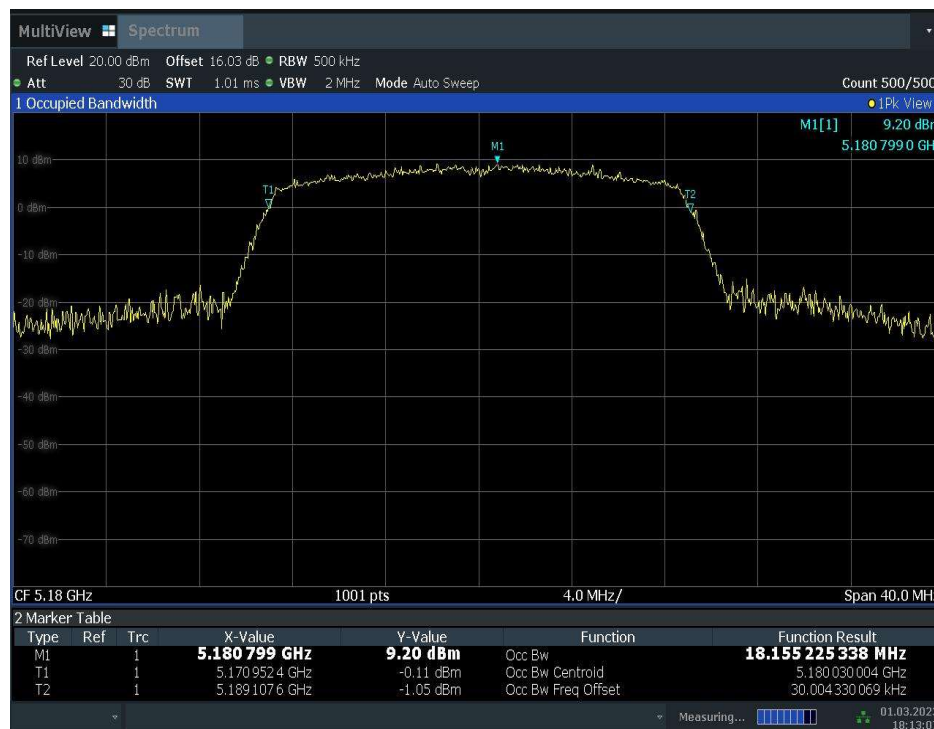 MultiView Spectrum
Ref Level 20.00 dBm Offset 16.03 dB RBW 500 kHz
Att 30 dB SWT 1.01 ms VBW 2 MHz Mode Auto Sweep Count 500/500
1 Occupied Bandwidth 1Pk View
M1[1] 9.20 dBm
5.180 799 0 GH
M1
10 dBm
T1
T2
0 dBm
-10 dBm
-20 dBm
-30 dBm
-40 dBm
-50 dBm
-60 dBm
-70 dBm
CF 5.18 GHz 1001 pts 4.0 MHz/ Span 40.0 MH
2 Marker Table
Type Ref Trc X-Value Y-Value Function Function Result
M1 1 5.180 799 GHz 9.20 dBm Occ Bw 18.155 225 338 MHz
T1 1 5.170 952 4 GHz -0.11 dBm Occ Bw Centroid 5.180 030 004 GHz
T2 1 5.189 107 6 GHz -1.05 dBm Occ Bw Freq Offset 30.004 330 069 kHz
Measuring... 01.03.202
18:13:0